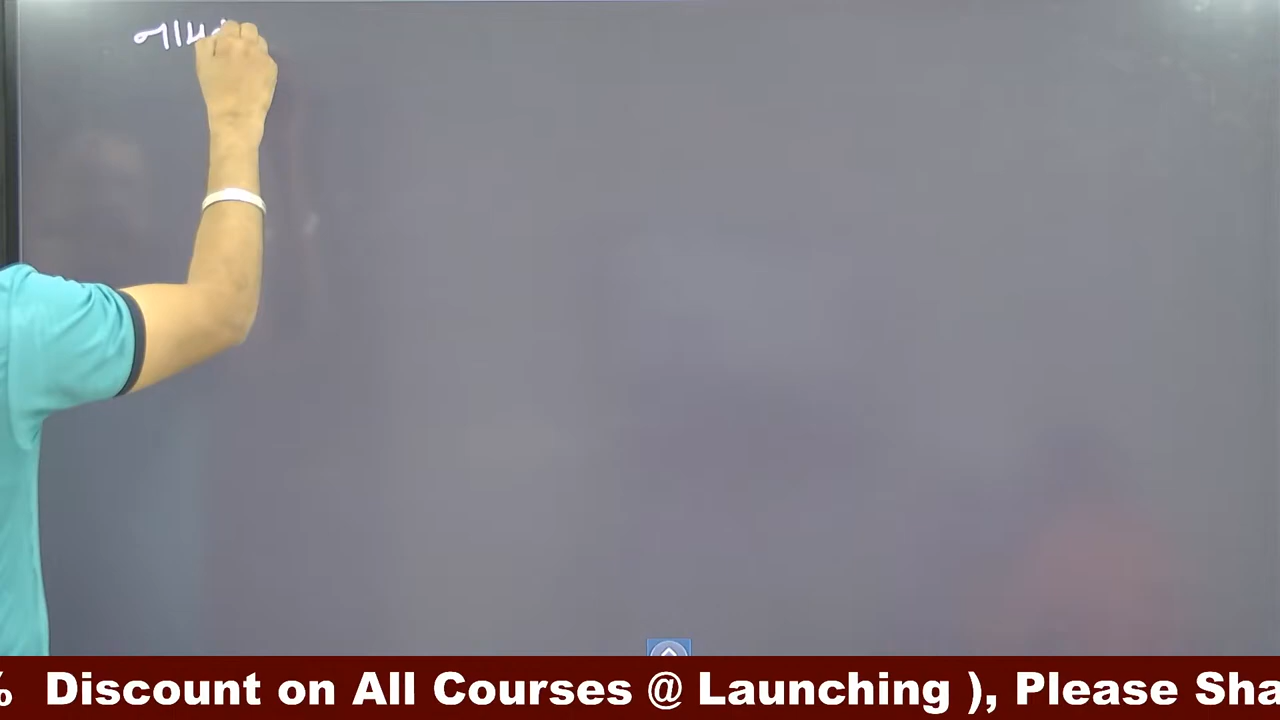 નામ
% Discount on All Courses @ Launching ), Please Sha